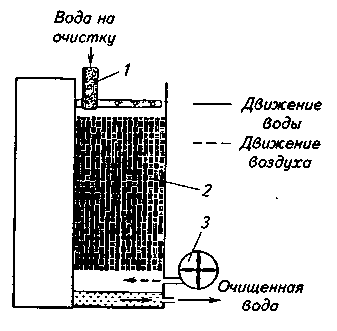 Вода на
очистку
1
Движение
воды
Движение
воздуха
2
3
Очищенная
вода